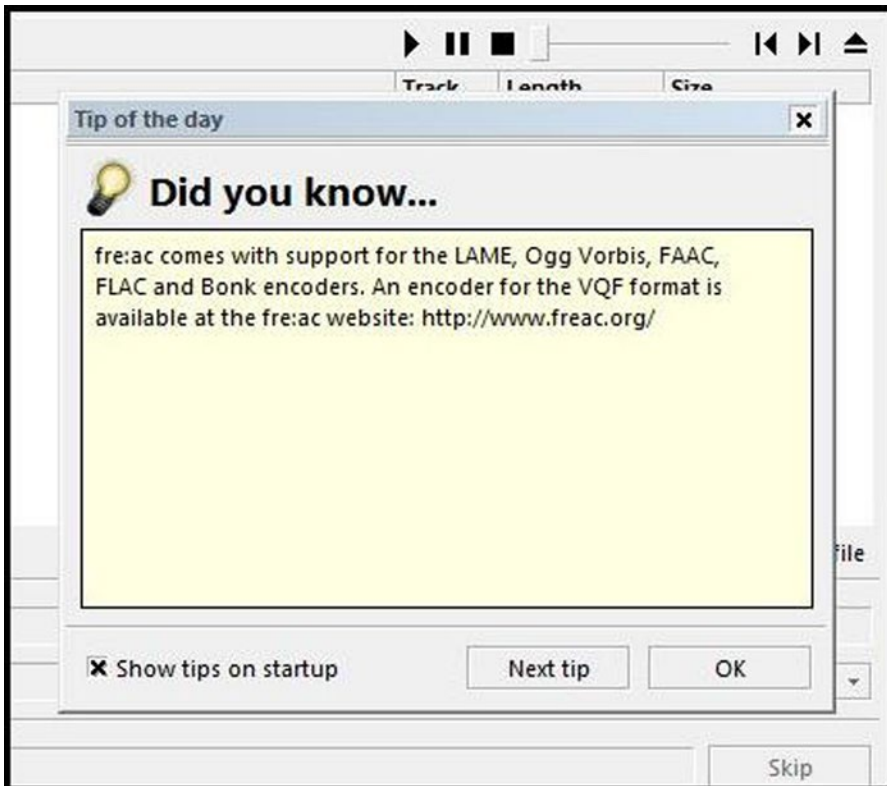 Track Length Size
Tip of the day
Did you know...
fre:ac comes with support for the LAME, Ogg Vorbis, FAAC,
FLAC and Bonk encoders. An encoder for the VQF format is
available at the fre:ac website: http://www.freac.org/
file
Show tips on startup Next tip OK
Skip